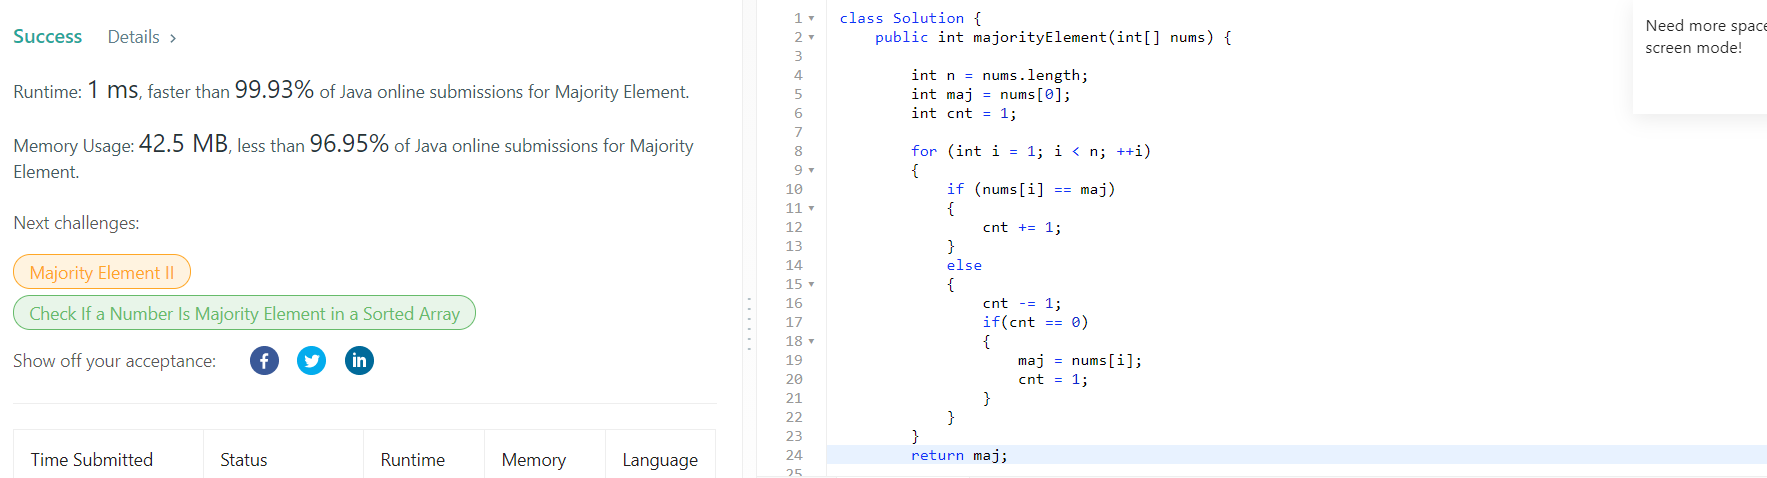 Success Details >
Runtime: 1 ms, faster than 99.93% of Java online submissions for Majority Element.
Memory Usage: 42.5 MB, less than 96.95% of Java online submissions for Majority
Element.
Next challenges:
Majority Element II
Check If a Number Is Majority Element in a Sorted Array
Show off your acceptance:
Time Submitted Status Runtime Memory Language
1 class Solution {
2     public int majorityElement(int[] nums) {
3
4         int n = nums.length;
5         int maj = nums[0];
6         int cnt = 1;
7
8         for (int i = 1; i < n; ++i)
9         {
10             if (nums[i] == maj)
11             {
12                 cnt += 1;
13             }
14             else
15             {
16                 cnt -= 1;
17                 if(cnt == 0)
18                 {
19                     maj = nums[i];
20                     cnt = 1;
21                 }
22             }
23         }
24         return maj;
25
Need more space
screen mode!